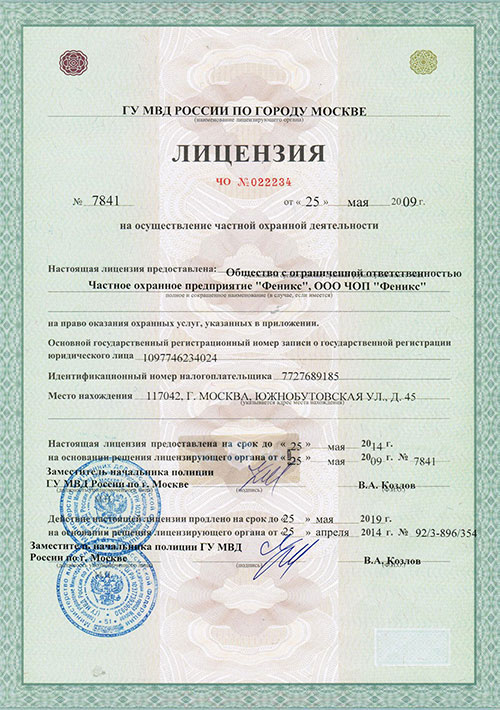 ГУ МВД РОССИИ ПО ГОРОДУ МОСКВЕ
(наименование лицензирующего органа)
ЛИЦЕНЗИЯ
ЧО №022234
№ 7841 от « 25 » мая 2009 г.
на осуществление частной охранной деятельности
Настоящая лицензия предоставлена: Общество с ограниченной ответственностью
Частное охранное предприятие "Феникс", ООО ЧОП "Феникс"
полное и сокращенное наименование (в случае, если имеется)
на право оказания охранных услуг, указанных в приложении.
Основной государственный регистрационный номер записи о государственной регистрации
юридического лица 1097746234024
Идентификационный номер налогоплательщика 7727689185
Место нахождения 117042, Г. МОСКВА, ЮЖНОБУТОВСКАЯ УЛ., Д. 45
(указывается адрес места нахождения)
Настоящая лицензия предоставлена на срок до « 25 » мая 2014 г.
на основании решения лицензирующего органа от « 25 » мая 2009 г. № 7841
Заместитель начальника полиции
ГУ МВД России по г. Москве В.А. Козлов
(подпись)
Действие настоящей лицензии продлено на срок до « 25 » мая 2019 г.
на основании решения лицензирующего органа от « 25 » апреля 2014 г. № 92/3-896/354
Заместитель начальника полиции ГУ МВД
России по г. Москве В.А. Козлов
(подпись)